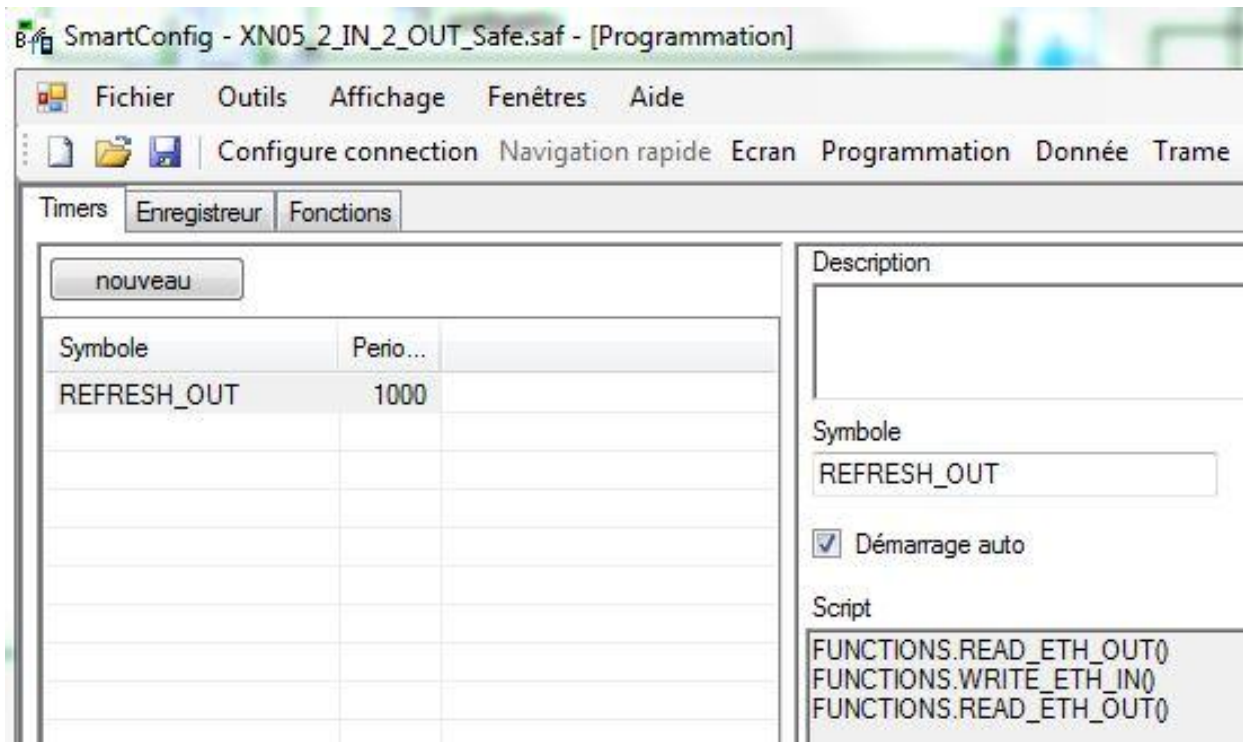 SmartConfig - XN05_2_IN_2_OUT_Safe.saf - [Programmation]
Fichier Outils Affichage Fenêtres Aide
Configure connection Navigation rapide Ecran Programmation Donnée Trame
Timers Enregistreur Fonctions
nouveau
Symbole Perio...
REFRESH_OUT 1000
Description
Symbole
REFRESH_OUT
Démarrage auto
Script
FUNCTIONS.READ_ETH_OUT()
FUNCTIONS.WRITE_ETH_IN()
FUNCTIONS.READ_ETH_OUT()